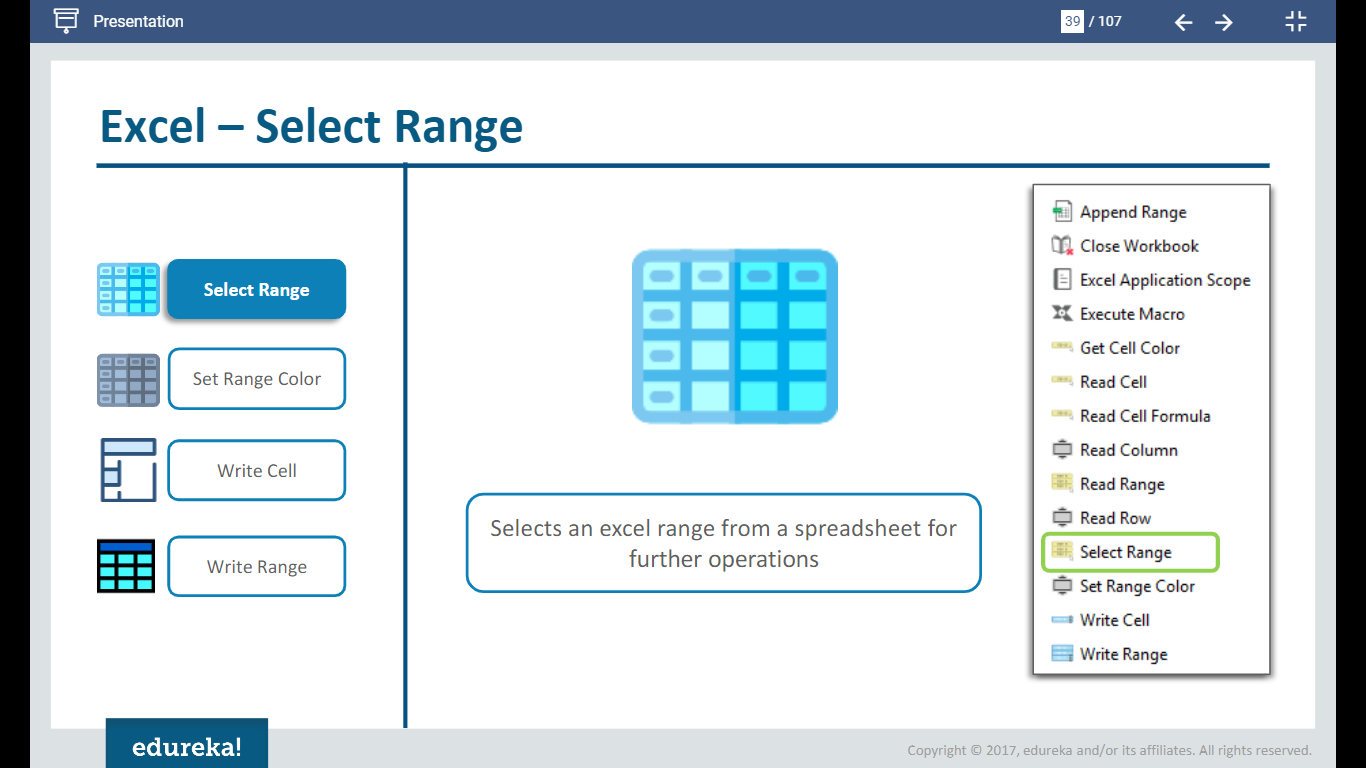 Presentation
39 / 107
Excel – Select Range
Select Range
Set Range Color
Write Cell
Write Range
Selects an excel range from a spreadsheet for
further operations
Append Range
Close Workbook
Excel Application Scope
Execute Macro
Get Cell Color
Read Cell
Read Cell Formula
Read Column
Read Range
Read Row
Select Range
Set Range Color
Write Cell
Write Range
edureka!
Copyright © 2017, edureka and/or its affiliates. All rights reserved.